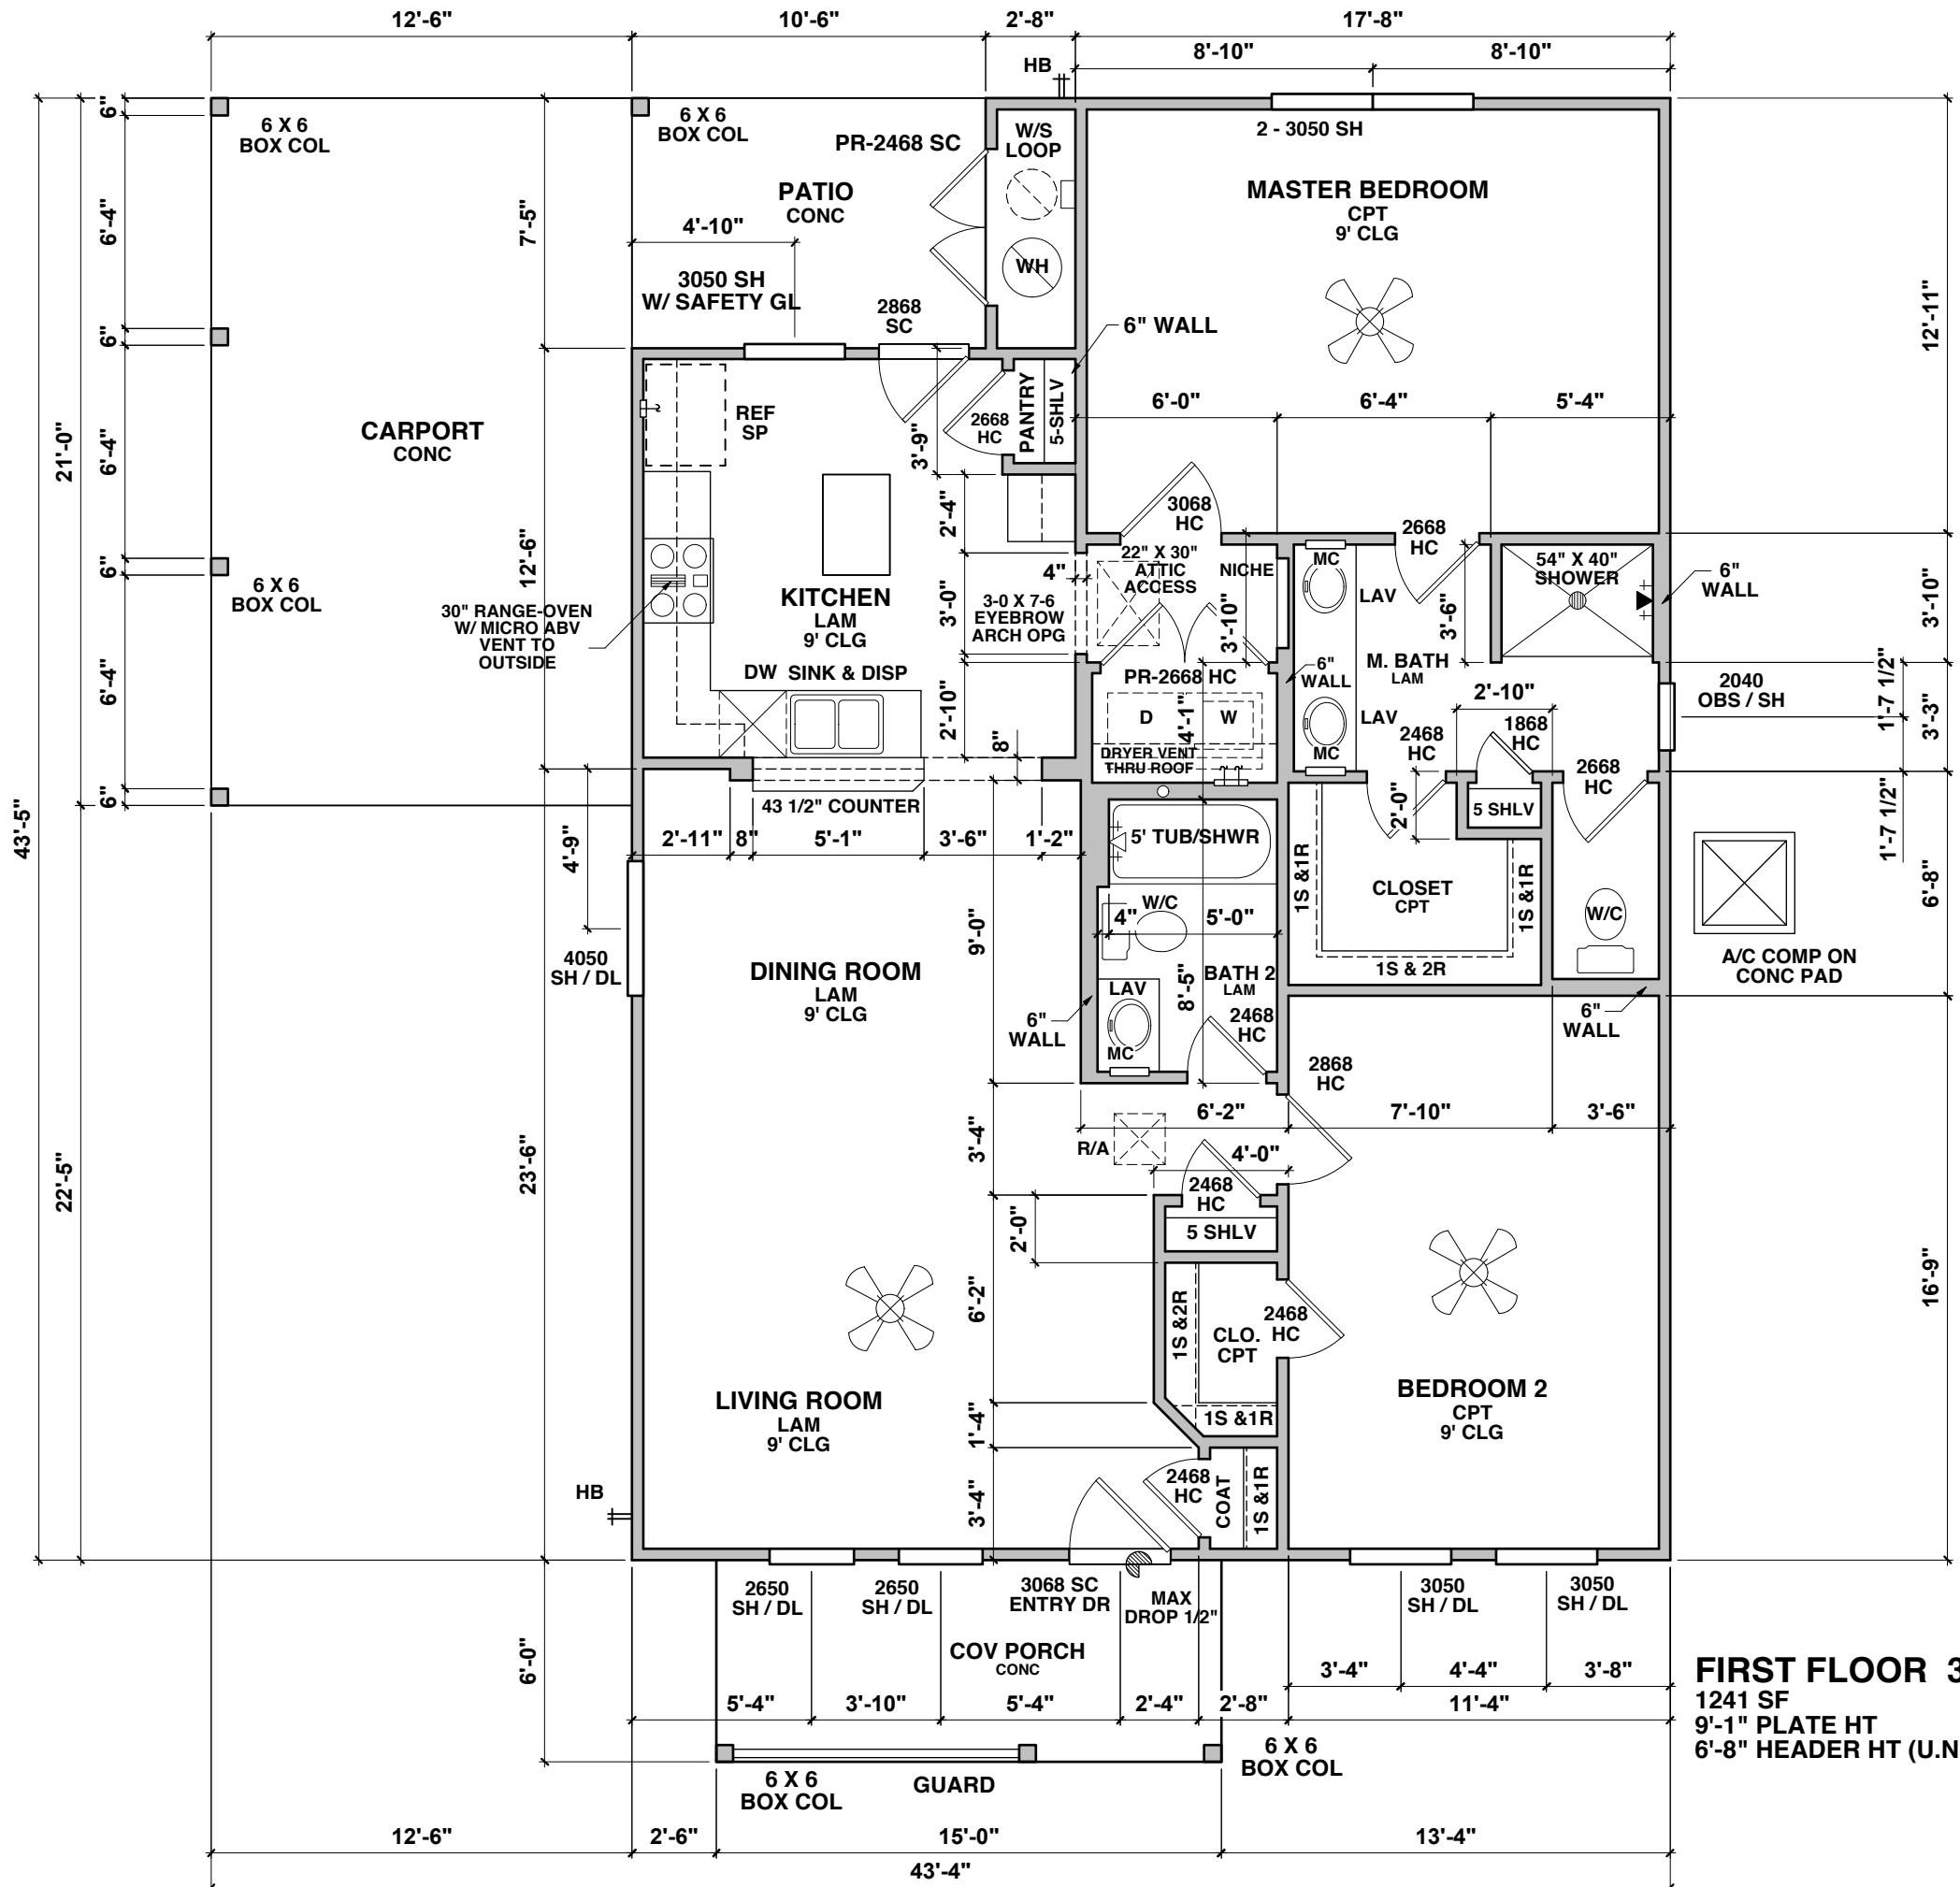 12'-6"
10'-6"
2'-8"
17'-8"
8'-10"
8'-10"
HB
6"
6 X 6
BOX COL
6 X 6
BOX COL
PR-2468 SC
W/S
LOOP
2 - 3050 SH
PATIO
CONC
MASTER BEDROOM
CPT
9' CLG
6'-4"
7'-5"
4'-10"
WH
3050 SH
W/ SAFETY GL
2868
SC
6" WALL
12'-11"
6"
CARPORT
CONC
REF
SP
2668
HC
PANTRY
5-SHLV
3'-9"
6'-0"
6'-4"
5'-4"
21'-0"
6'-4"
2'-4"
3068
HC
2668
HC
12'-6"
6"
6 X 6
BOX COL
30" RANGE-OVEN
W/ MICRO ABV
VENT TO
OUTSIDE
KITCHEN
LAM
9' CLG
4"
3'-0"
3-0 X 7-6
EYEBROW
ARCH OPG
22" X 30"
ATTIC
ACCESS
NICHE
3'-10"
MC
LAV
3'-6"
54" X 40"
SHOWER
6"
WALL
3'-10"
6'-4"
DW
SINK & DISP
2'-10"
PR-2668 HC
6"
WALL
M. BATH
LAM
2'-10"
2040
OBS / SH
1'-7 1/2"
3'-3"
D
W
4'-1"
LAV
2468
HC
1868
HC
2668
HC
8"
DRYER VENT
THRU ROOF
MC
6"
43'-5"
43 1/2" COUNTER
2'-0"
5 SHLV
1'-7 1/2"
2'-11"
8"
5'-1"
3'-6"
1'-2"
5' TUB/SHWR
4'-9"
1S &1R
CLOSET
CPT
1S &1R
6'-8"
W/C
4"
5'-0"
W/C
9'-0"
4050
SH / DL
DINING ROOM
LAM
9' CLG
8'-5"
BATH 2
LAM
1S & 2R
A/C COMP ON
CONC PAD
LAV
6"
WALL
MC
2468
HC
6"
WALL
2868
HC
6'-2"
7'-10"
3'-6"
22'-5"
23'-6"
3'-4"
R/A
4'-0"
2468
HC
2'-0"
5 SHLV
6'-2"
16'-9"
1S &2R
CLO.
CPT
2468
HC
LIVING ROOM
LAM
9' CLG
1'-4"
1S &1R
BEDROOM 2
CPT
9' CLG
HB
3'-4"
2468
HC
COAT
1S &1R
2650
SH / DL
2650
SH / DL
3068 SC
ENTRY DR
MAX
DROP 1/2"
3050
SH / DL
3050
SH / DL
6'-0"
COV PORCH
CONC
3'-4"
4'-4"
3'-8"
FIRST FLOOR 3
1241 SF
9'-1" PLATE HT
6'-8" HEADER HT (U.N
5'-4"
3'-10"
5'-4"
2'-4"
2'-8"
11'-4"
6 X 6
BOX COL
GUARD
6 X 6
BOX COL
12'-6"
2'-6"
15'-0"
13'-4"
43'-4"